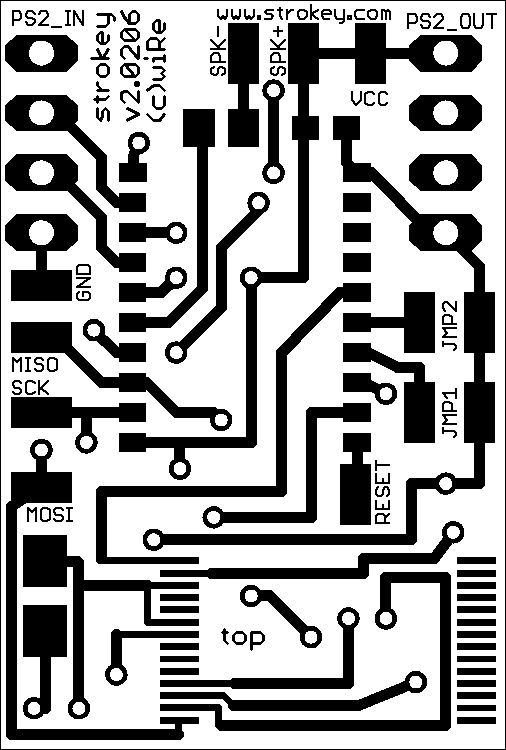 www.strokey.com
PS2_IN
PS2_OUT
strokey
v2.0206
(c)wiRe
SPK-
SPK+
VCC
GND
JMP2
MISO
SCK
JMP1
RESET
MOSI
top